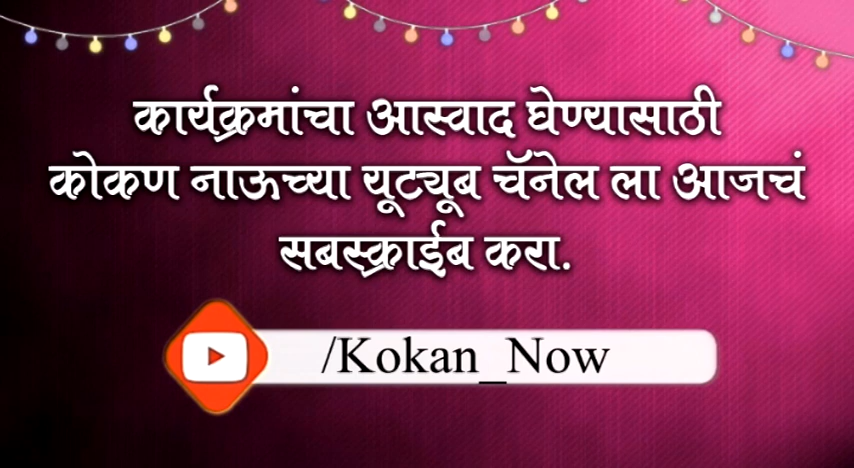 कार्यक्रमांचा आस्वाद घेण्यासाठी
कोकण नाऊच्या यूट्यूब चॅनेल ला आजचं
सबस्क्राईब करा.
/Kokan_Now